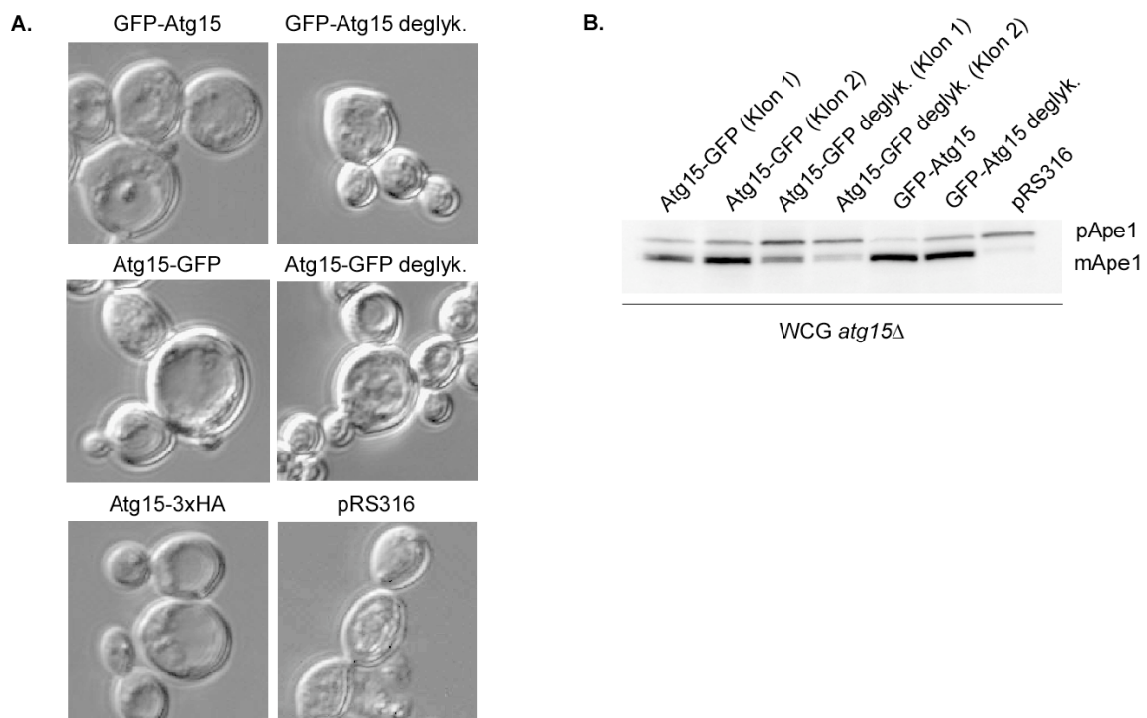 A.
GFP-Atg15
GFP-Atg15 deglyk.
Atg15-GFP
Atg15-GFP deglyk.
Atg15-3xHA
pRS316
B.
Atg15-GFP (Klon 1)
Atg15-GFP (Klon 2)
Atg15-GFP deglyk. (Klon 1)
Atg15-GFP deglyk. (Klon 2)
GFP-Atg15
GFP-Atg15 deglyk.
pRS316
pApe1
mApe1
WCG atg15Δ